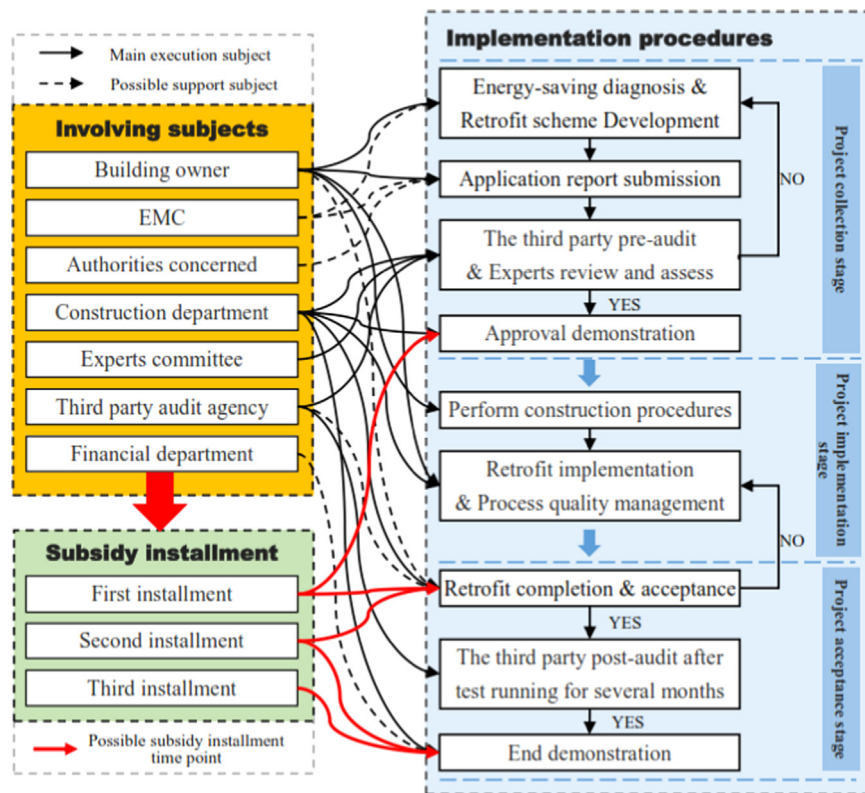 Main execution subject
Possible support subject
Involving subjects
Building owner
EMC
Authorities concerned
Construction department
Experts committee
Third party audit agency
Financial department
Subsidy installment
First installment
Second installment
Third installment
Possible subsidy installment
time point
Implementation procedures
Energy-saving diagnosis &
Retrofit scheme Development
Application report submission
NO
The third party pre-audit
& Experts review and assess
YES
Approval demonstration
Project collection stage
Perform construction procedures
Retrofit implementation
& Process quality management
NO
Project implementation
stage
Retrofit completion & acceptance
YES
The third party post-audit after
test running for several months
YES
End demonstration
Project acceptance stage